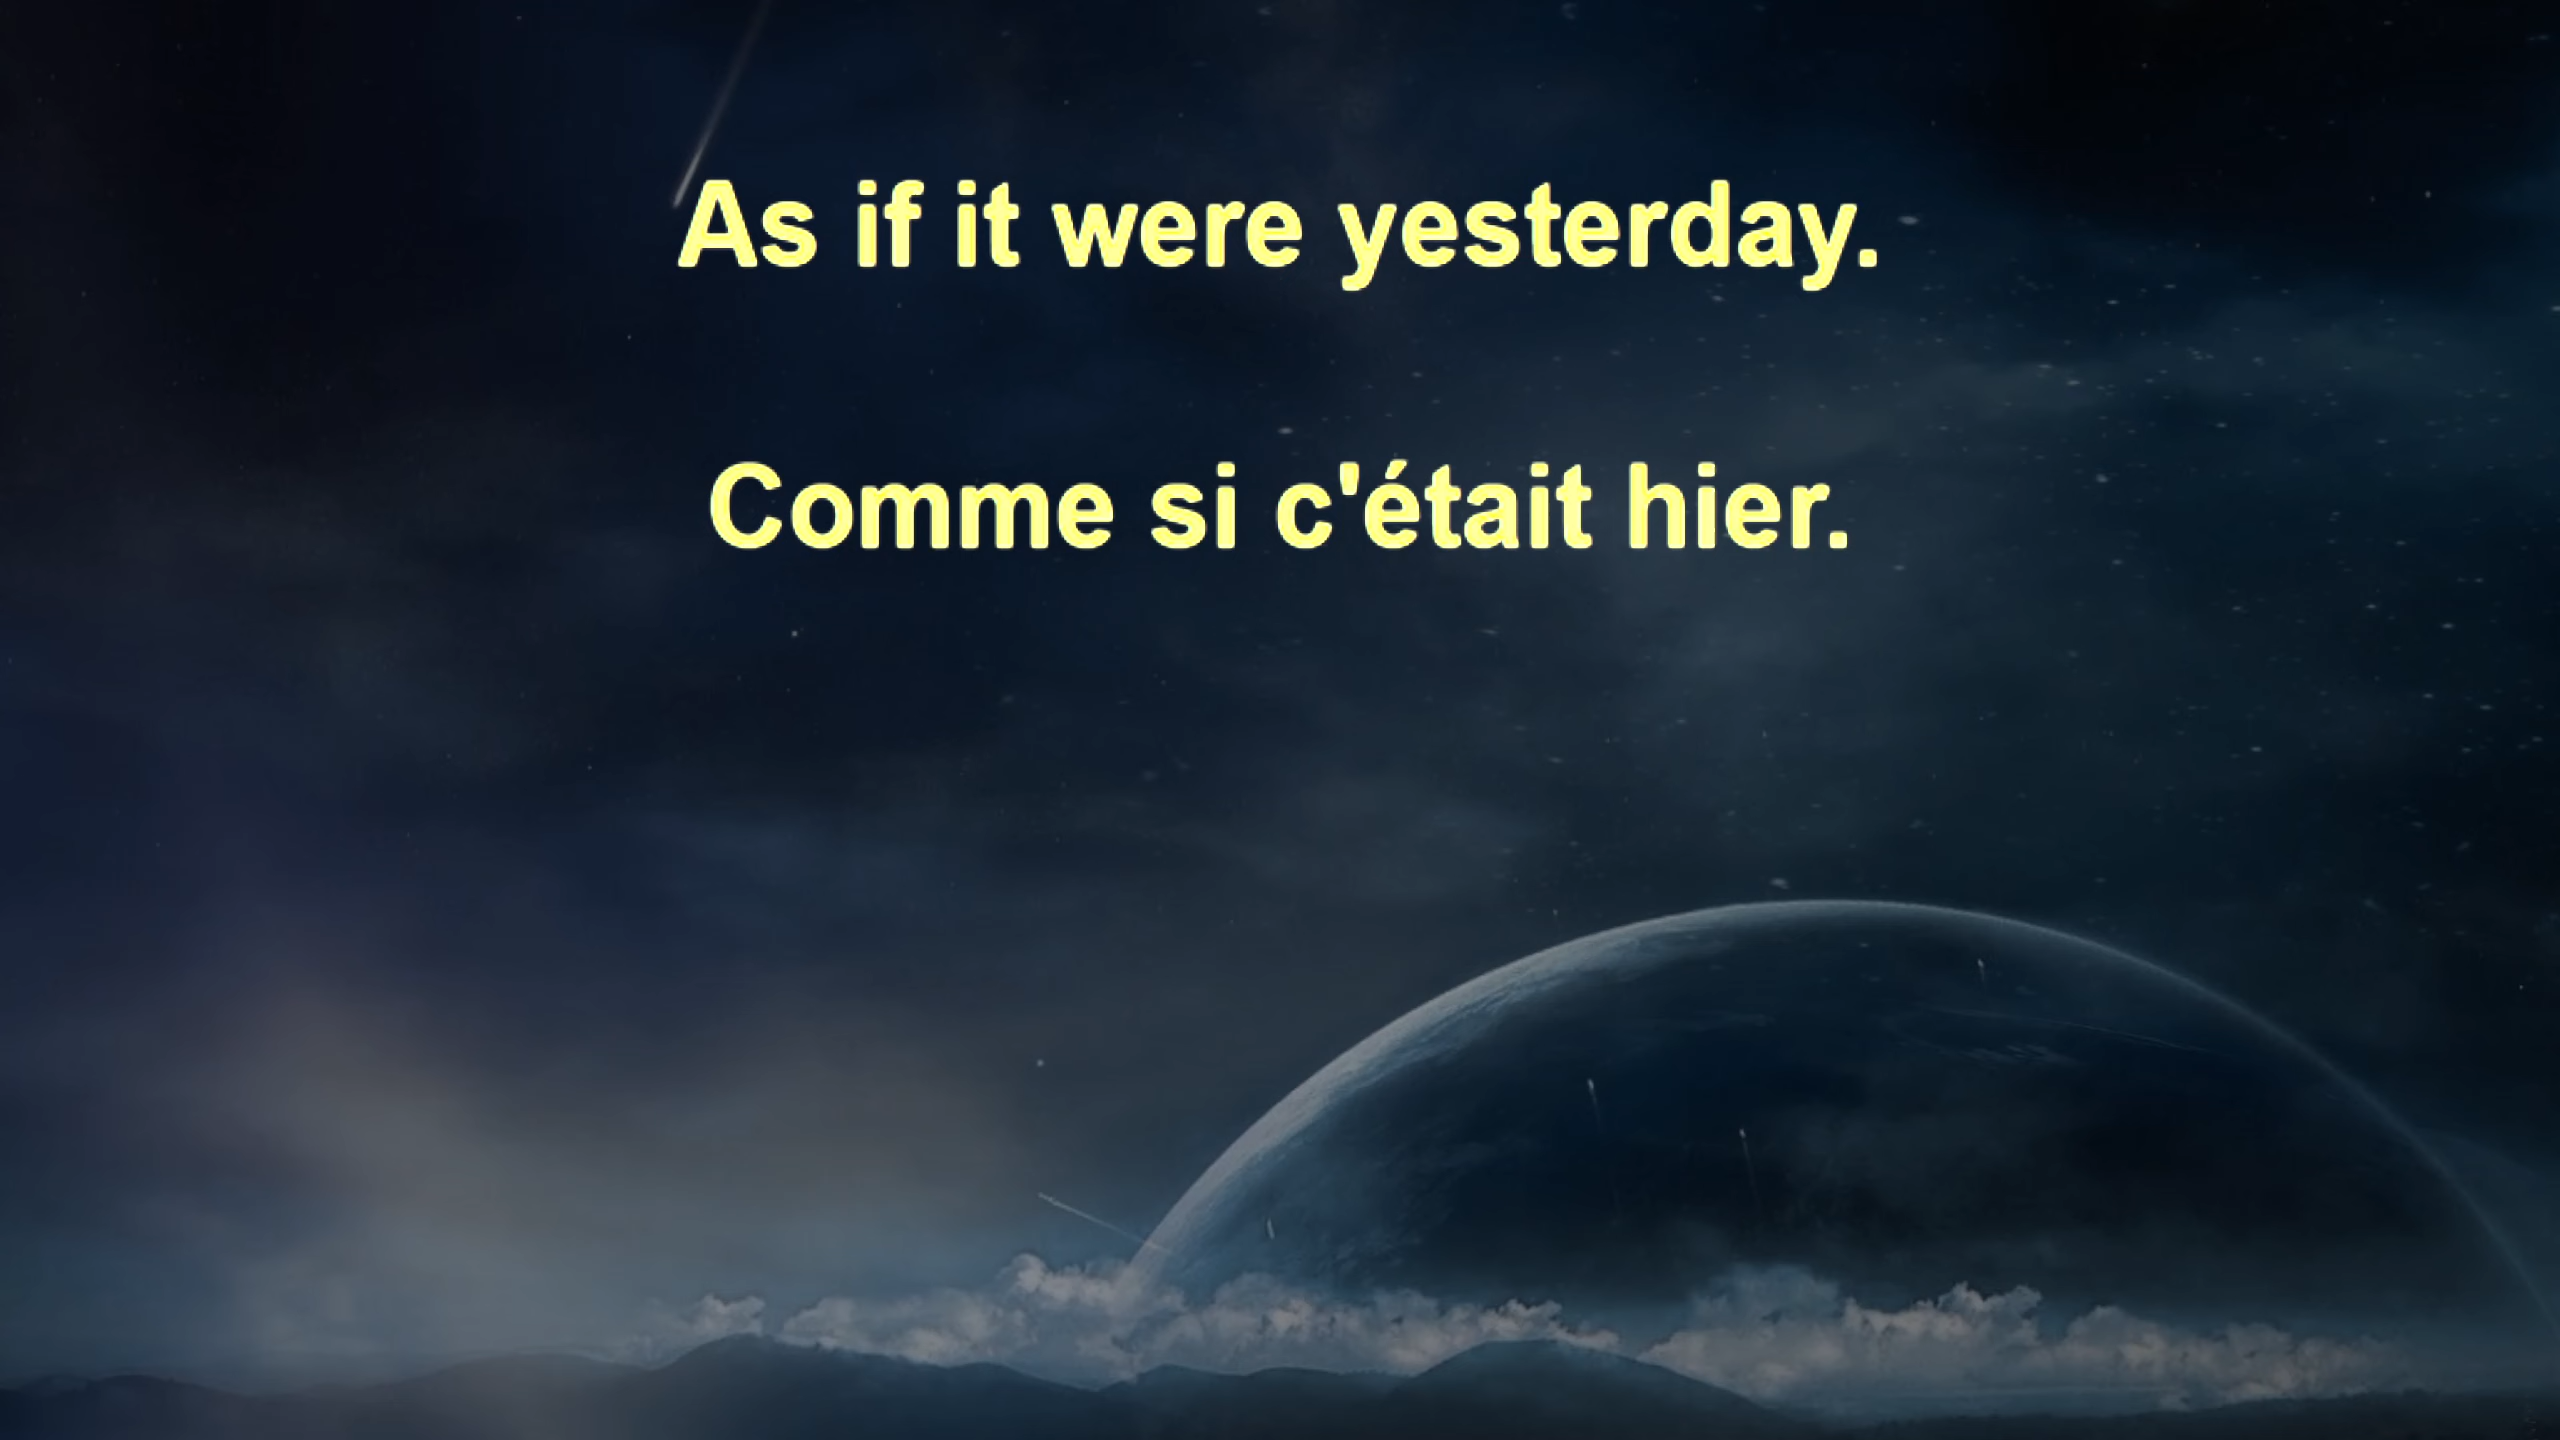 As if it were yesterday.
Comme si c'était hier.